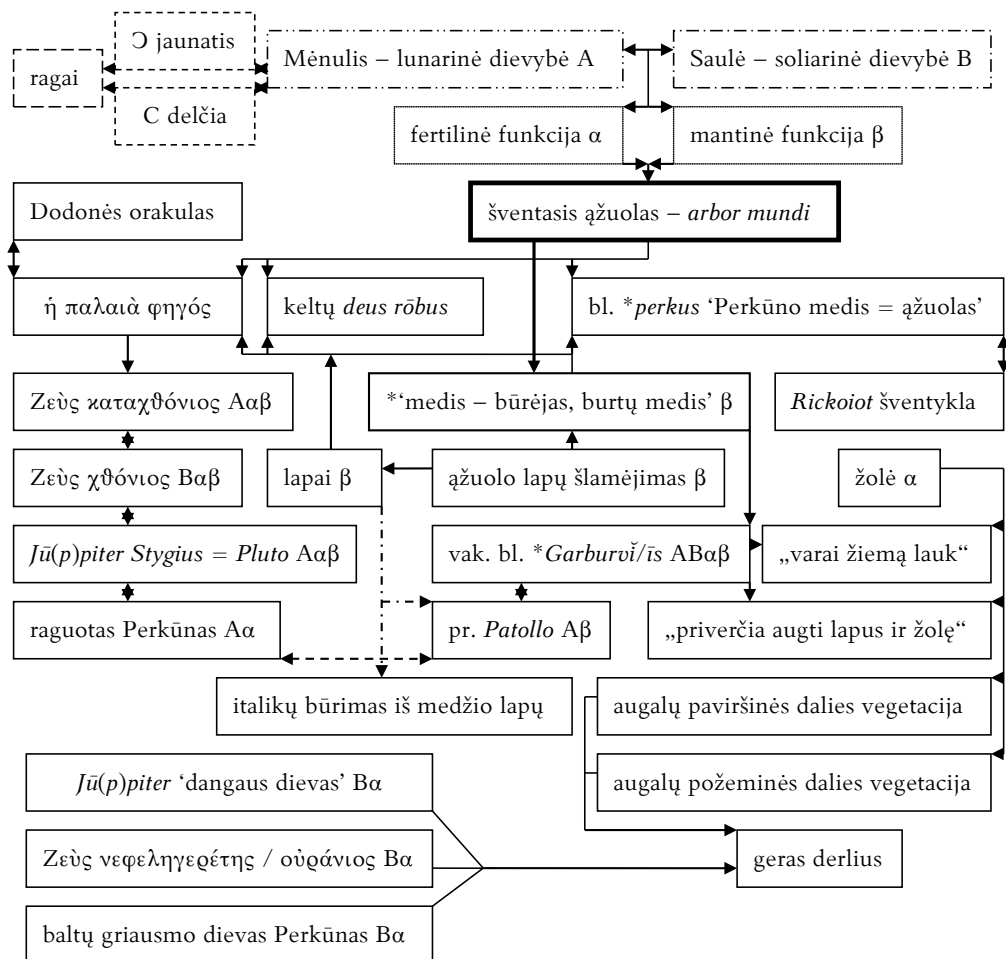 Ɔ jaunatis
Mėnulis – lunarinė dievybė A
Saulė – soliarinė dievybė B
ragai
C delčia
fertilinė funkcija α
mantinė funkcija β
Dodonės orakulas
šventasis ąžuolas – arbor mundi
ἡ παλαιὰ φηγός
keltų deus rōbus
bl. *perkus ‘Perkūno medis = ąžuolas’
Ζεὺς καταχθόνιος Aαβ
*‘medis – būrėjas, burtų medis’ β
Rickoiot šventykla
Ζεὺς χθόνιος Bαβ
lapai β
ąžuolo lapų šlamėjimas β
žolė α
Jū(p)piter Stygius = Pluto Aαβ
vak. bl. *Garburvī̆/īs ABαβ
„varai žiemą lauk“
raguotas Perkūnas Aα
pr. Patollo Aβ
„priverčia augti lapus ir žolę“
italikų būrimas iš medžio lapų
augalų paviršinės dalies vegetacija
Jū(p)piter ‘dangaus dievas’ Bα
augalų požeminės dalies vegetacija
Ζεὺς νεφεληγερέτης / οὐράνιος Bα
geras derlius
baltų griausmo dievas Perkūnas Bα